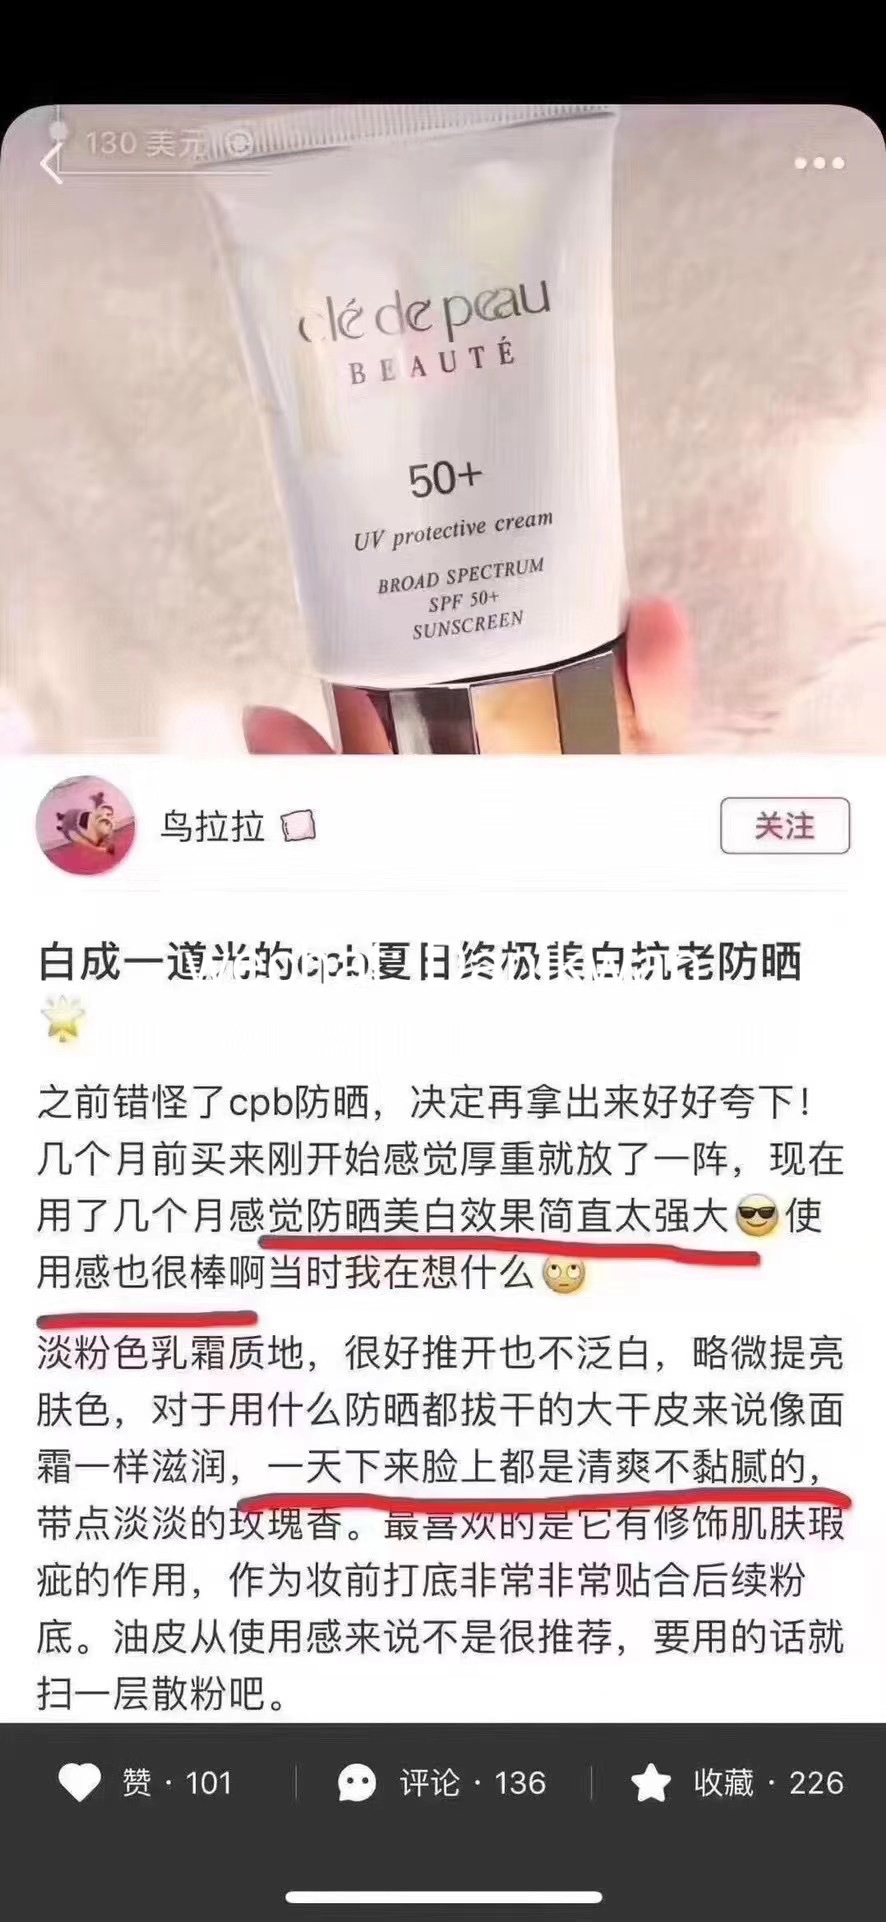 130 美元
clé de peau
BEAUTÉ
50+
UV protective cream
BROAD SPECTRUM
SPF 50+
SUNSCREEN
鸟拉拉
关注
白成一道光的cpb夏日终极美白抗老防晒
之前错怪了cpb防晒，决定再拿出来好好夸下！
几个月前买来刚开始感觉厚重就放了一阵，现在
用了几个月感觉防晒美白效果简直太强大😎使
用感也很棒啊当时我在想什么🙄
淡粉色乳霜质地，很好推开也不泛白，略微提亮
肤色，对于用什么防晒都拔干的大干皮来说像面
霜一样滋润，一天下来脸上都是清爽不黏腻的，
带点淡淡的玫瑰香。最喜欢的是它有修饰肌肤瑕
疵的作用，作为妆前打底非常非常贴合后续粉
底。油皮从使用感来说不是很推荐，要用的话就
扫一层散粉吧。
赞 · 101
评论 · 136
收藏 · 226